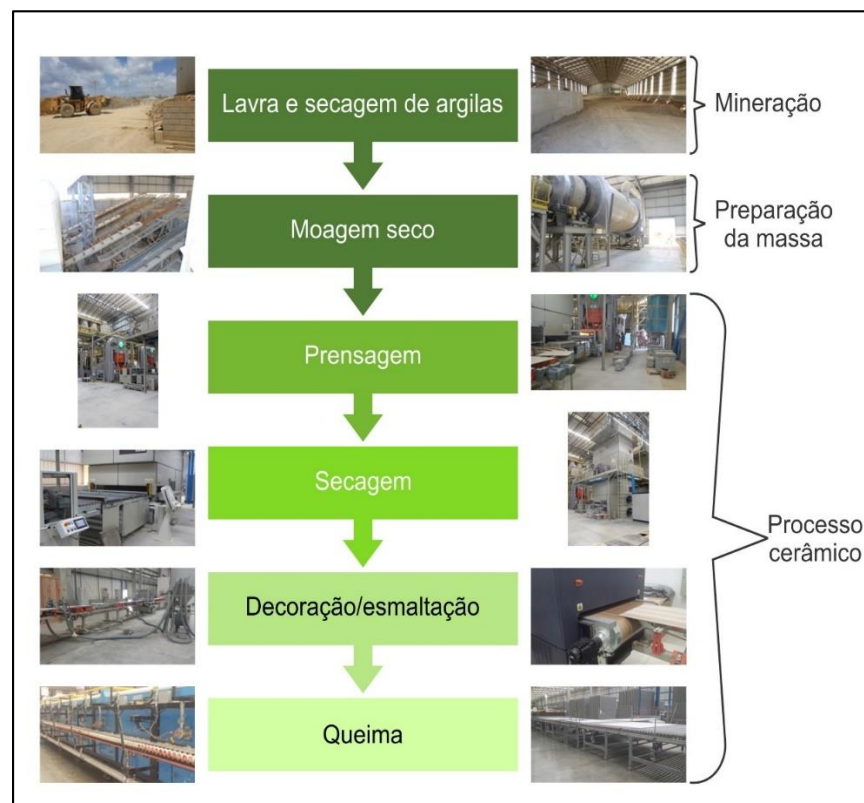 Lavra e secagem de argilas
Mineração
Moagem seco
Preparação
da massa
Prensagem
Secagem
Processo
cerâmico
Decoração/esmaltação
Queima